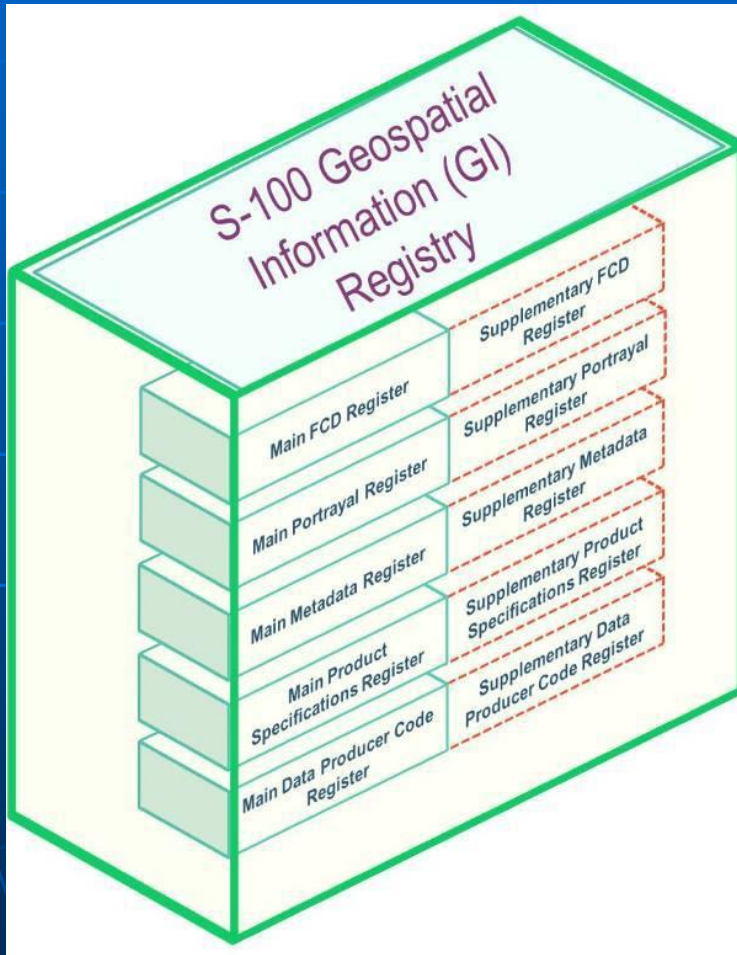 S-100 Geospatial
Information (GI)
Registry
Main FCD Register
Supplementary FCD
Register
Main Portrayal Register
Supplementary Portrayal
Register
Main Metadata Register
Supplementary Metadata
Register
Main Product
Specifications Register
Supplementary Product
Specifications Register
Main Data Producer Code
Register
Supplementary Data
Producer Code Register